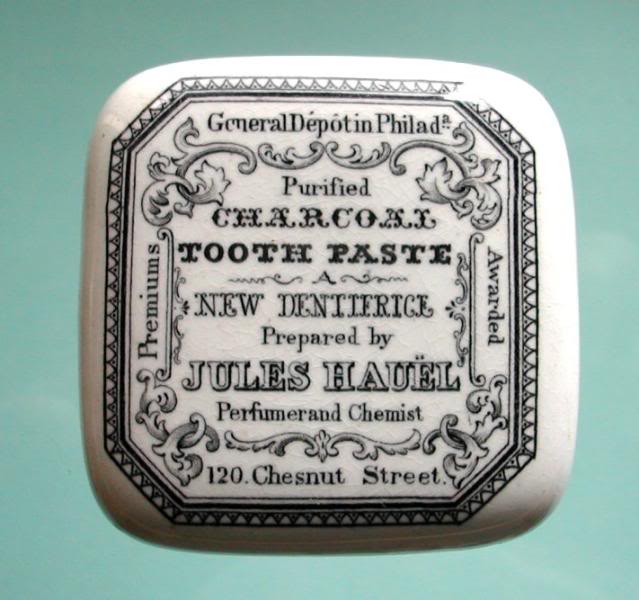 General Dépôt in Philadᵃ.
Purified
CHARCOAL
TOOTH PASTE
A
NEW DENTIFRICE
Prepared by
JULES HAUËL
Perfumer and Chemist
120. Chesnut Street.
Premiums
Awarded